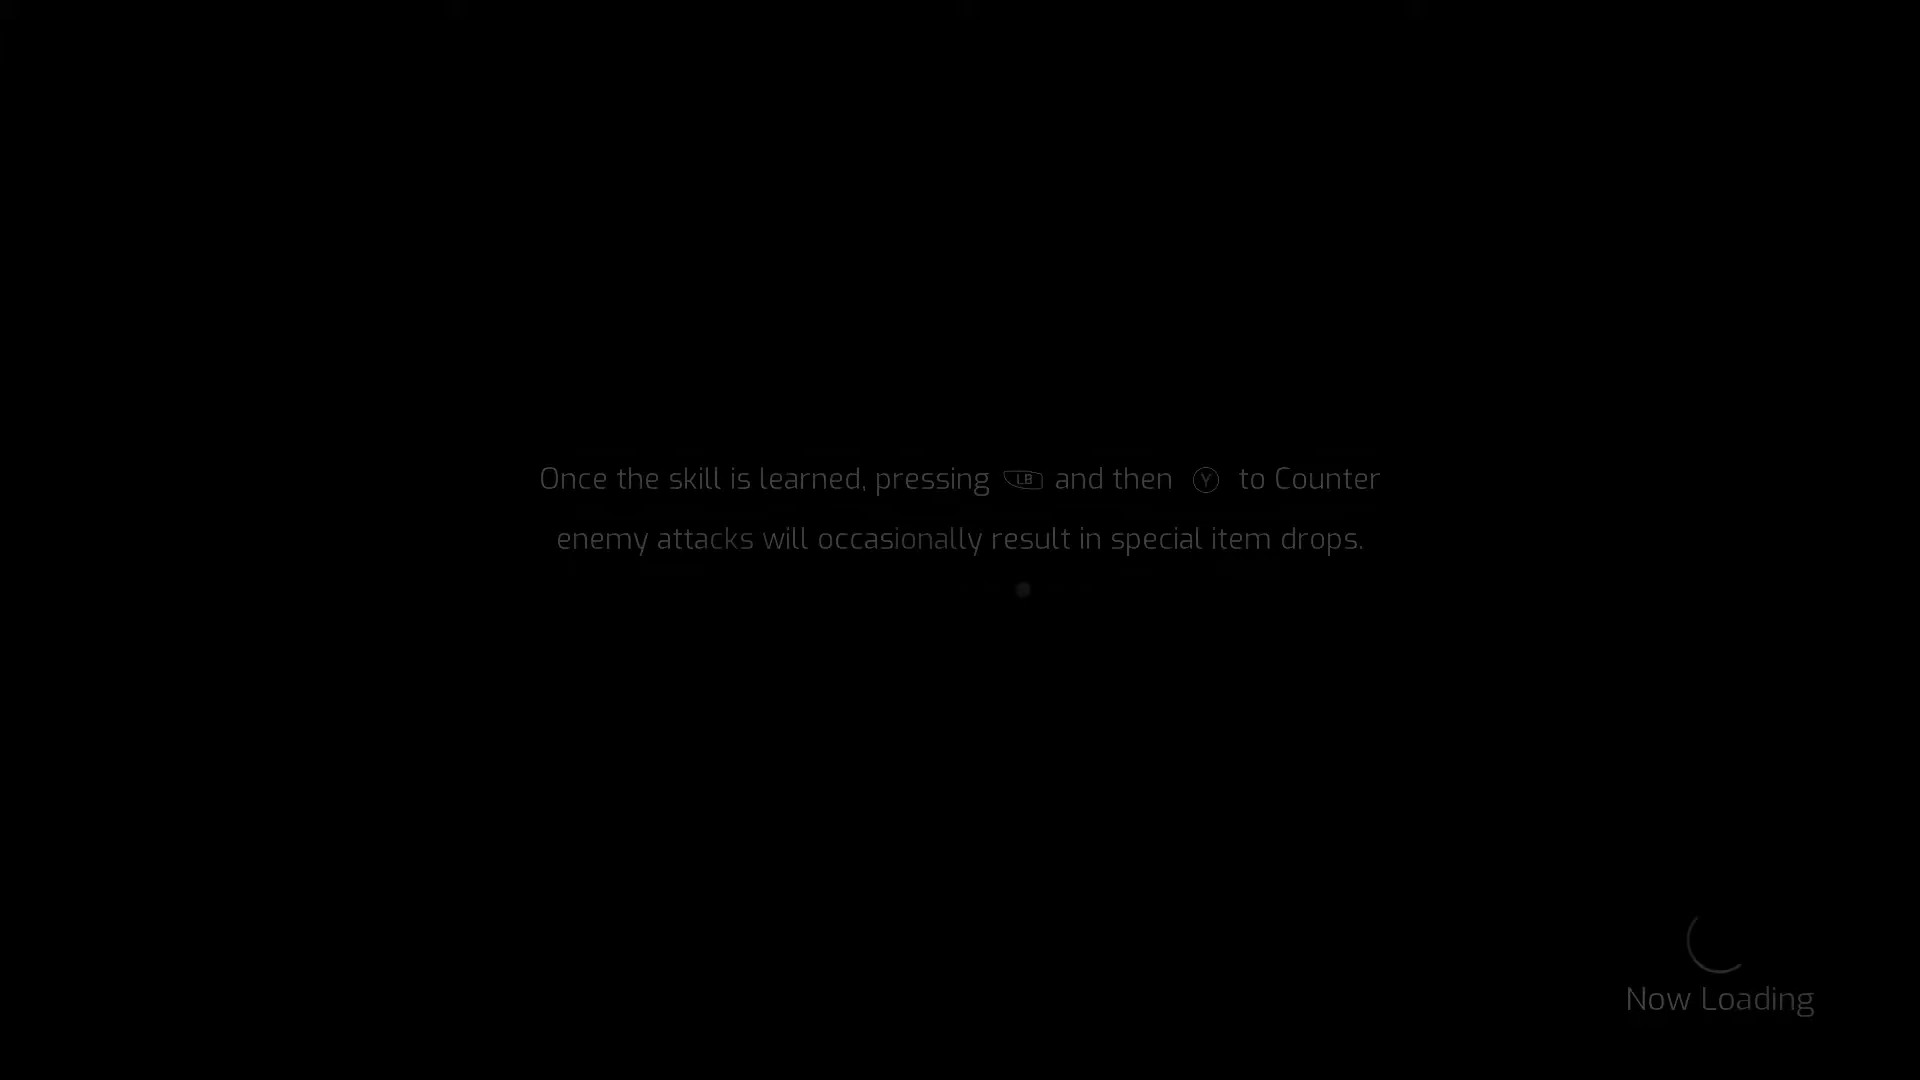 Once the skill is learned, pressing LB and then Y to Counter
enemy attacks will occasionally result in special item drops.
Now Loading